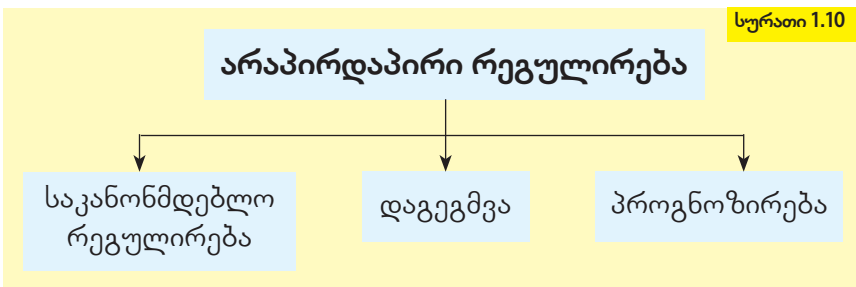 სურათი 1.10
არაპირდაპირი რეგულირება
საკანონმდებლო
რეგულირება
დაგეგმვა
პროგნოზირება